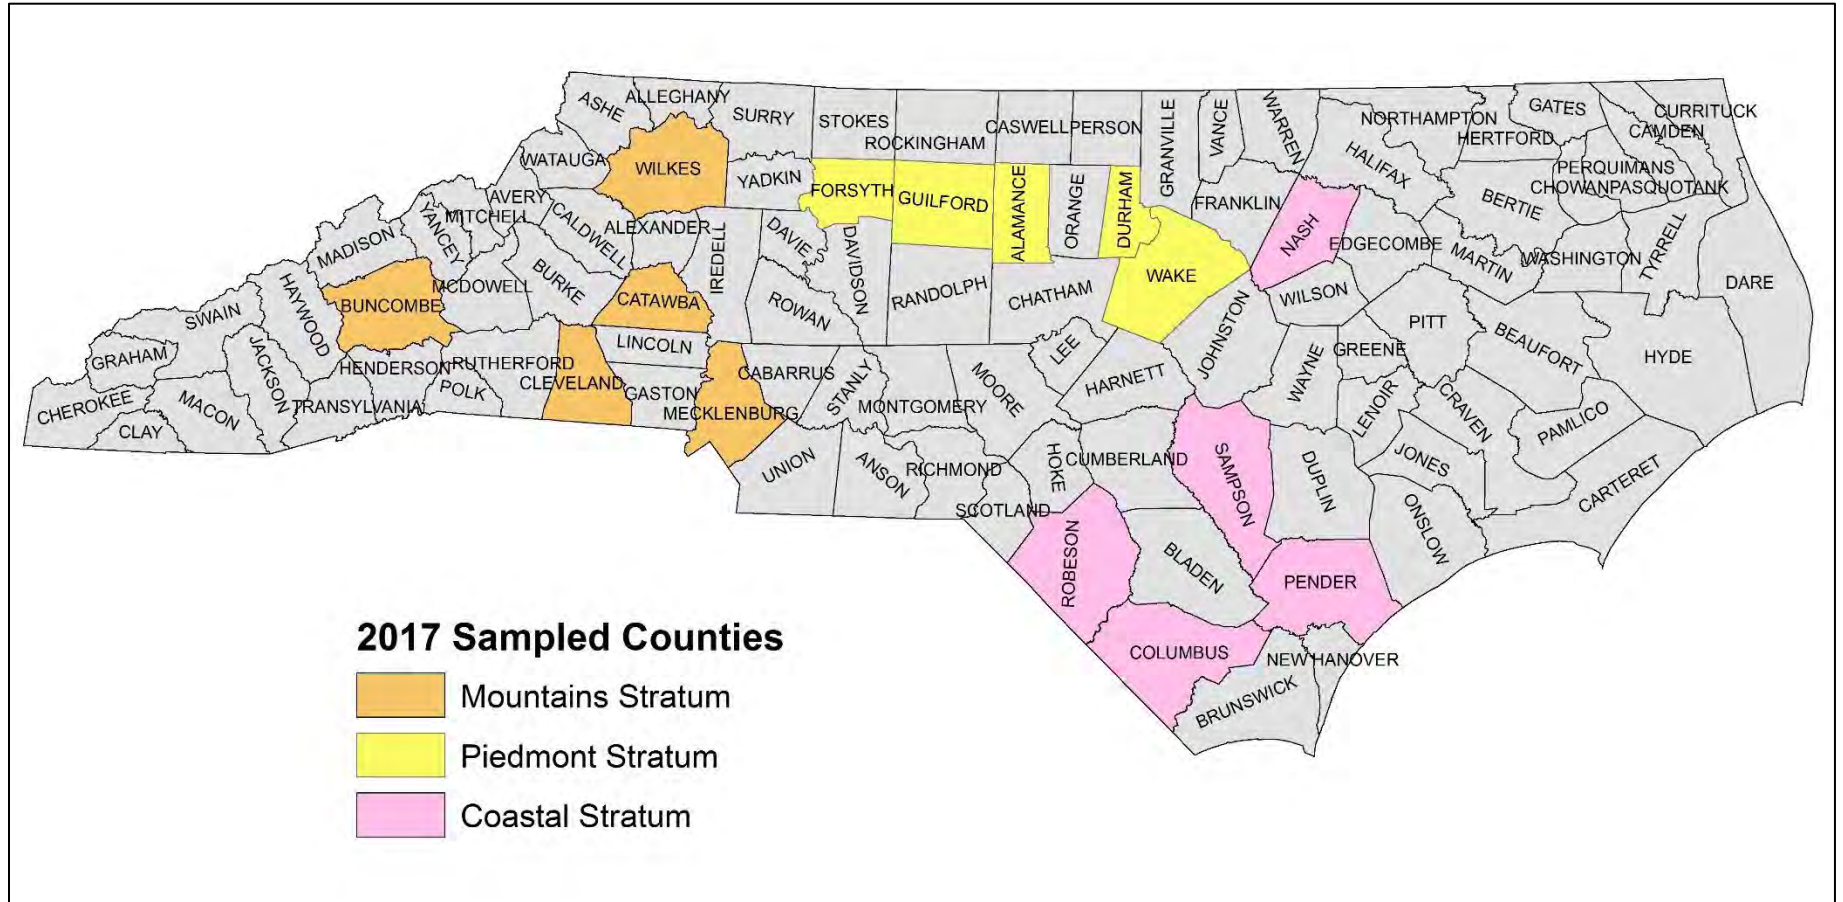 ASHE
ALLEGHANY
SURRY
STOKES
ROCKINGHAM
CASWELL
PERSON
GRANVILLE
VANCE
WARREN
NORTHAMPTON
HERTFORD
GATES
CURRITUCK
CAMDEN
WATAUGA
WILKES
YADKIN
FORSYTH
GUILFORD
ALAMANCE
ORANGE
DURHAM
FRANKLIN
NASH
HALIFAX
BERTIE
PERQUIMANS
CHOWAN
PASQUOTANK
AVERY
MITCHELL
YANCEY
MADISON
CALDWELL
ALEXANDER
IREDELL
DAVIE
DAVIDSON
RANDOLPH
CHATHAM
WAKE
EDGECOMBE
MARTIN
WASHINGTON
TYRRELL
DARE
SWAIN
HAYWOOD
BUNCOMBE
MCDOWELL
BURKE
CATAWBA
ROWAN
JOHNSTON
WILSON
PITT
BEAUFORT
HYDE
GRAHAM
JACKSON
HENDERSON
RUTHERFORD
POLK
CLEVELAND
LINCOLN
GASTON
CABARRUS
STANLY
MONTGOMERY
MOORE
LEE
HARNETT
WAYNE
GREENE
LENOIR
CRAVEN
PAMLICO
CHEROKEE
CLAY
MACON
TRANSYLVANIA
MECKLENBURG
UNION
ANSON
RICHMOND
SCOTLAND
HOKE
CUMBERLAND
SAMPSON
DUPLIN
JONES
ONSLOW
CARTERET
ROBESON
BLADEN
PENDER
COLUMBUS
NEW HANOVER
BRUNSWICK
2017 Sampled Counties
Mountains Stratum
Piedmont Stratum
Coastal Stratum